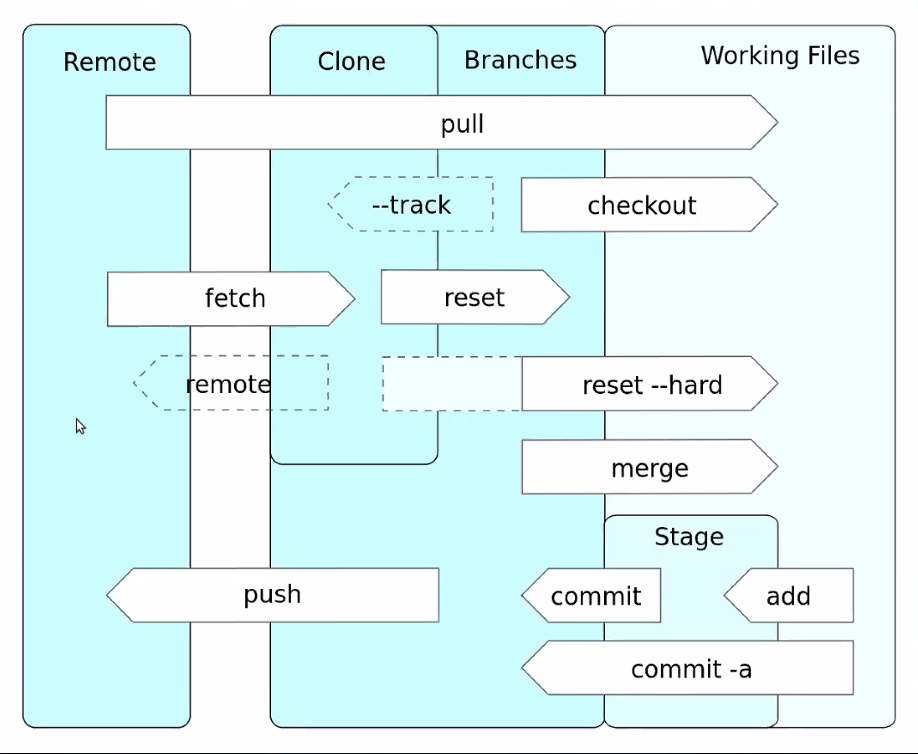 Remote
Clone
Branches
Working Files
pull
--track
checkout
fetch
reset
remote
reset --hard
merge
Stage
push
commit
add
commit -a